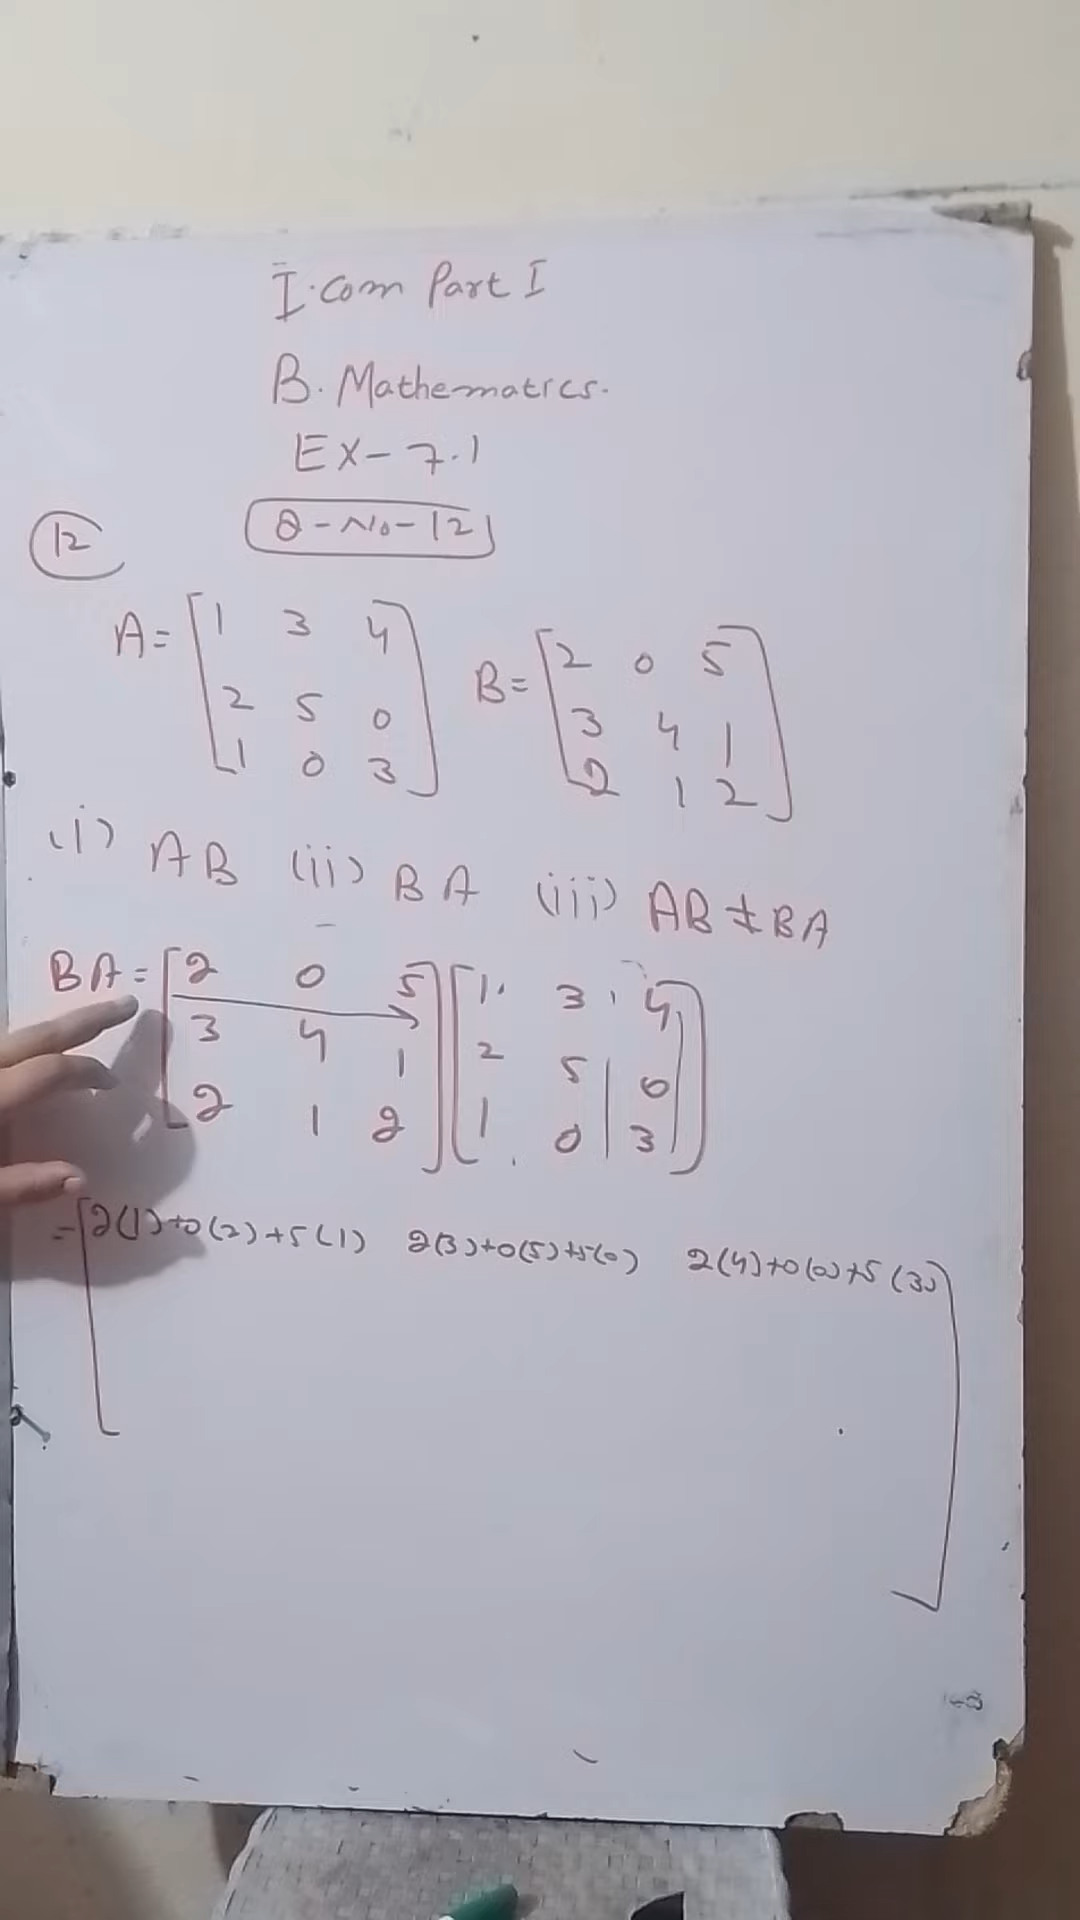 I.com Part I
B. Mathematics.
EX-7.1
Q-No-12
12
A= [1 3 4
2 5 0
1 0 3]
B= [2 0 5
3 4 1
2 1 2]
(i) AB (ii) BA (iii) AB ≠ BA
BA= [2 0 5] [1 3 4]
3 4 1 2 5 0
2 1 2 1 0 3
= [2(1)+0(2)+5(1) 2(3)+0(5)+5(0) 2(4)+0(0)+5(3)]